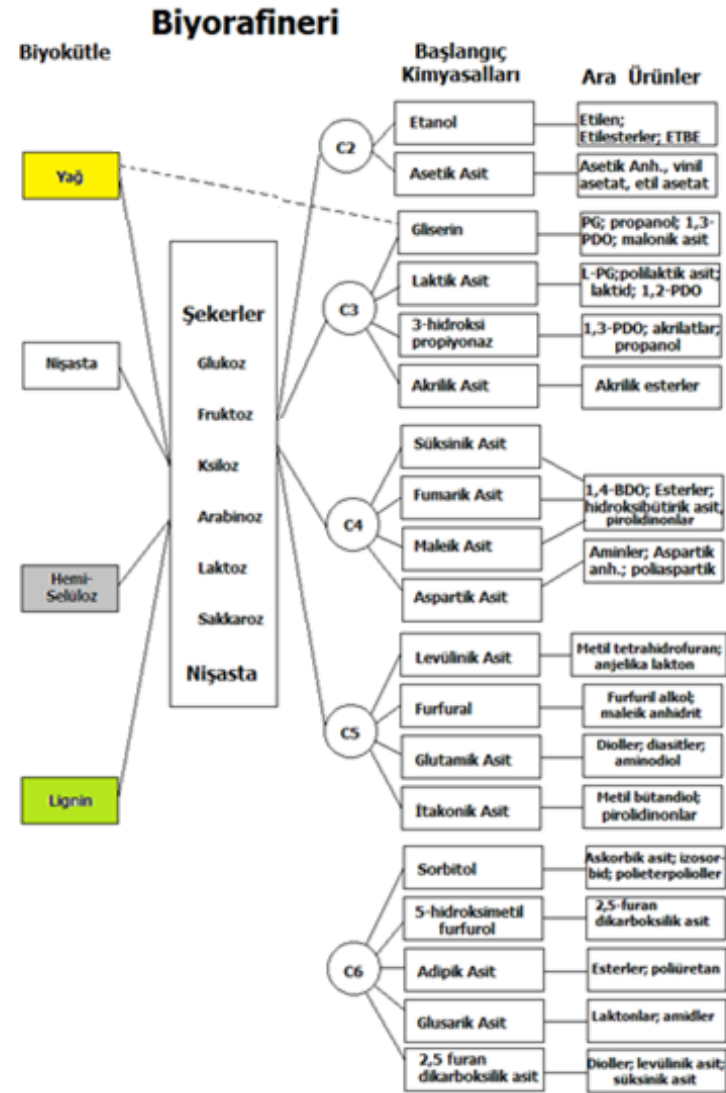 Biyorafineri
Biyokütle
Başlangıç
Kimyasalları
Ara Ürünler
Yağ
Nişasta
Hemi-
Selüloz
Lignin
Şekerler
Glukoz
Fruktoz
Ksiloz
Arabinoz
Laktoz
Sakkaroz
Nişasta
C2
Etanol
Etilen;
Etilesterler; ETBE
Asetik Asit
Asetik Anh., vinil
asetat, etil asetat
C3
Gliserin
PG; propanol; 1,3-
PDO; malonik asit
Laktik Asit
L-PG;polilaktik asit;
laktid; 1,2-PDO
3-hidroksi
propiyonaz
1,3-PDO; akrilatlar;
propanol
Akrilik Asit
Akrilik esterler
C4
Süksinik Asit
Fumarik Asit
Maleik Asit
1,4-BDO; Esterler;
hidroksibütirik asit,
pirolidinonlar
Aspartik Asit
Aminler; Aspartik
anh.; poliaspartik
C5
Levülinik Asit
Metil tetrahidrofuran;
anjelika lakton
Furfural
Furfuril alkol;
maleik anhidrit
Glutamik Asit
Dioller; diasitler;
aminodiol
İtakonik Asit
Metil bütandiol;
pirolidinonlar
C6
Sorbitol
Askorbik asit; izosor-
bid; polieterpolioller
5-hidroksimetil
furfurol
2,5-furan
dikarboksilik asit
Adipik Asit
Esterler; poliüretan
Glusarik Asit
Laktonlar; amidler
2,5 furan
dikarboksilik asit
Dioller; levülinik asit;
süksinik asit